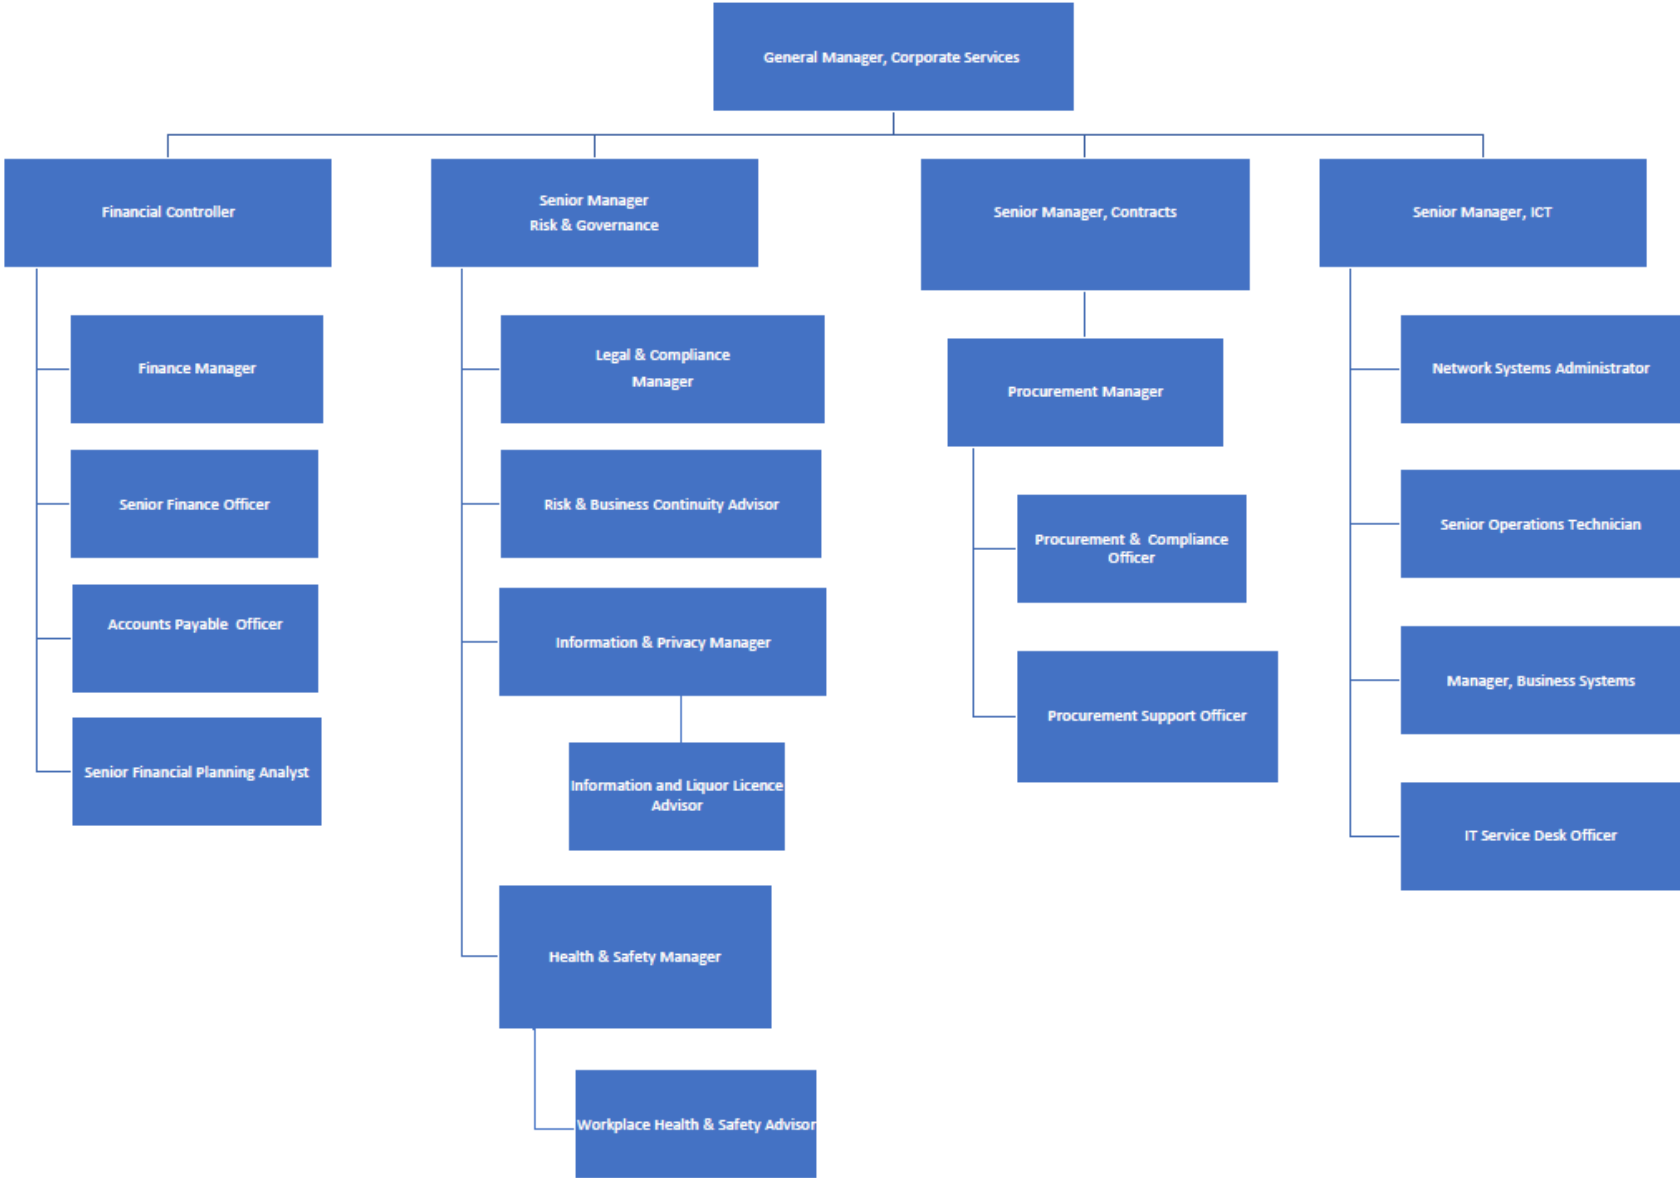 General Manager, Corporate Services
Financial Controller
Senior Manager
Risk & Governance
Senior Manager, Contracts
Senior Manager, ICT
Finance Manager
Senior Finance Officer
Accounts Payable Officer
Senior Financial Planning Analyst
Legal & Compliance
Manager
Risk & Business Continuity Advisor
Information & Privacy Manager
Information and Liquor Licence
Advisor
Health & Safety Manager
Workplace Health & Safety Advisor
Procurement Manager
Procurement & Compliance
Officer
Procurement Support Officer
Network Systems Administrator
Senior Operations Technician
Manager, Business Systems
IT Service Desk Officer